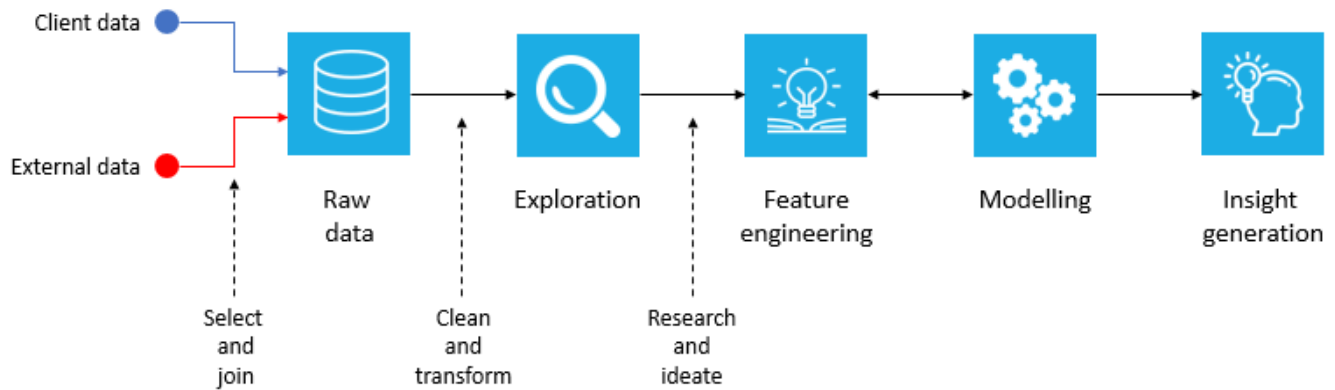 Client data
External data
Raw
data
Exploration
Feature
engineering
Modelling
Insight
generation
Select
and
join
Clean
and
transform
Research
and
ideate